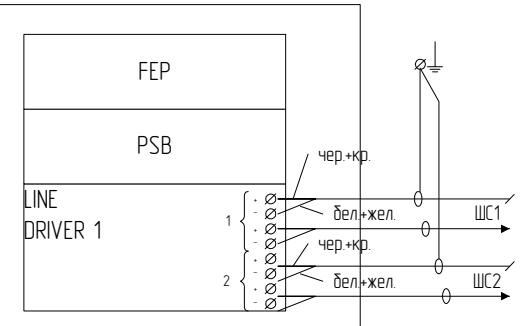 FEP
PSB
чер.+кр.
LINE
DRIVER 1
1
+
-
+
-
бел.+жел.
ШС1
чер.+кр.
2
+
-
+
-
бел.+жел.
ШС2